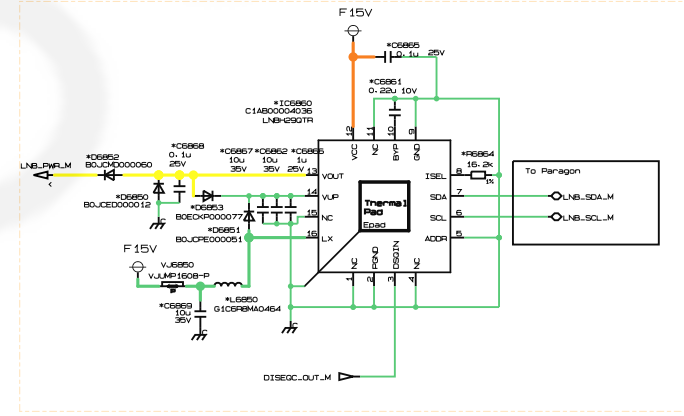 F15V
*C6865
0.1u 25V
*C6861
0.22u 10V
*IC6860
C1AB00004036
LNBH29QTR
12
11
10
9
VCC
NC
BYP
GND
LNB_PWR_M
*D6852
B0JCMD000060
*C6868
0.1u
25V
*C6867
10u
35V
*C6862
10u
35V
*C6866
1u
25V
13
VOUT
ISEL
8
*R6864
16.2k
1%
To Paragon
*D6850
B0JCED000012
*D6853
B0ECKP000077
14
VUP
Thermal
Pad
Epad
SDA
7
LNB_SDA_M
15
NC
SCL
6
LNB_SCL_M
*D6851
B0JCPE000051
16
LX
ADDR
5
F15V
VJ6850
VJUMP1608-P
P
NC
PGND
DSQIN
NC
1
2
3
4
*C6869
10u
35V
*L6850
G1C6R8MA0464
C
C
C
DISEQC_OUT_M